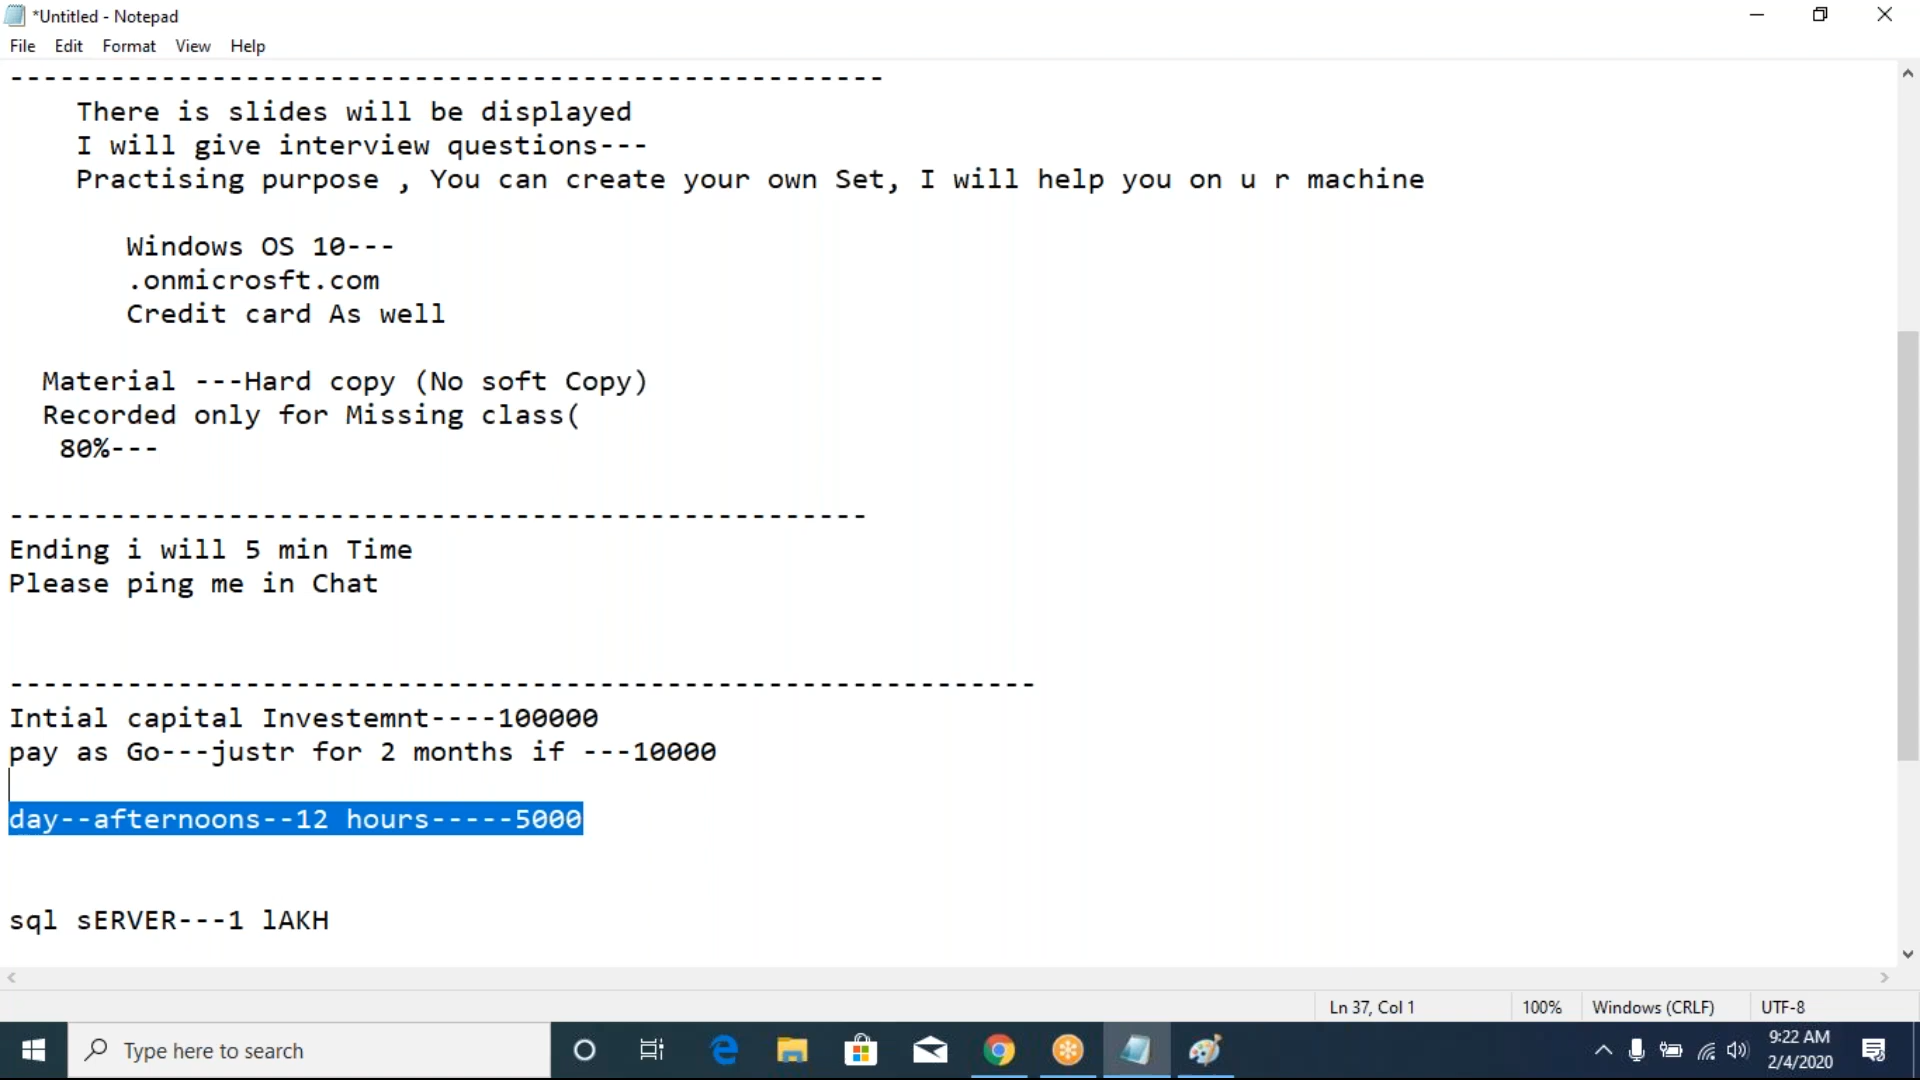 *Untitled - Notepad
File Edit Format View Help
----------------------------------------------------
There is slides will be displayed
I will give interview questions---
Practising purpose , You can create your own Set, I will help you on u r machine
Windows OS 10---
.onmicrosft.com
Credit card As well
Material ---Hard copy (No soft Copy)
Recorded only for Missing class(
80%---
---------------------------------------------------
Ending i will 5 min Time
Please ping me in Chat
-------------------------------------------------------------
Intial capital Investemnt----100000
pay as Go---justr for 2 months if ---10000
day--afternoons--12 hours-----5000
sql sERVER---1 lAKH
Ln 37, Col 1 100% Windows (CRLF) UTF-8
Type here to search
9:22 AM
2/4/2020